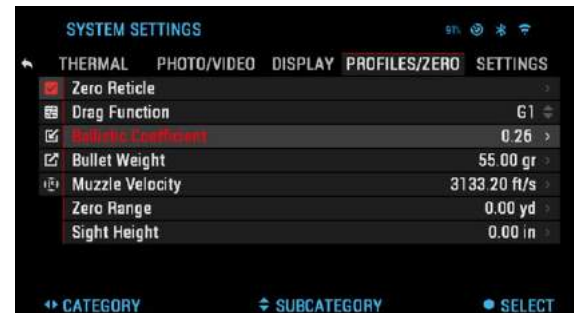 SYSTEM SETTINGS 97%
THERMAL PHOTO/VIDEO DISPLAY PROFILES/ZERO SETTINGS
Zero Reticle
Drag Function G1
Ballistic Coefficient 0.26
Bullet Weight 55.00 gr
Muzzle Velocity 3133.20 ft/s
Zero Range 0.00 yd
Sight Height 0.00 in
CATEGORY SUBCATEGORY SELECT